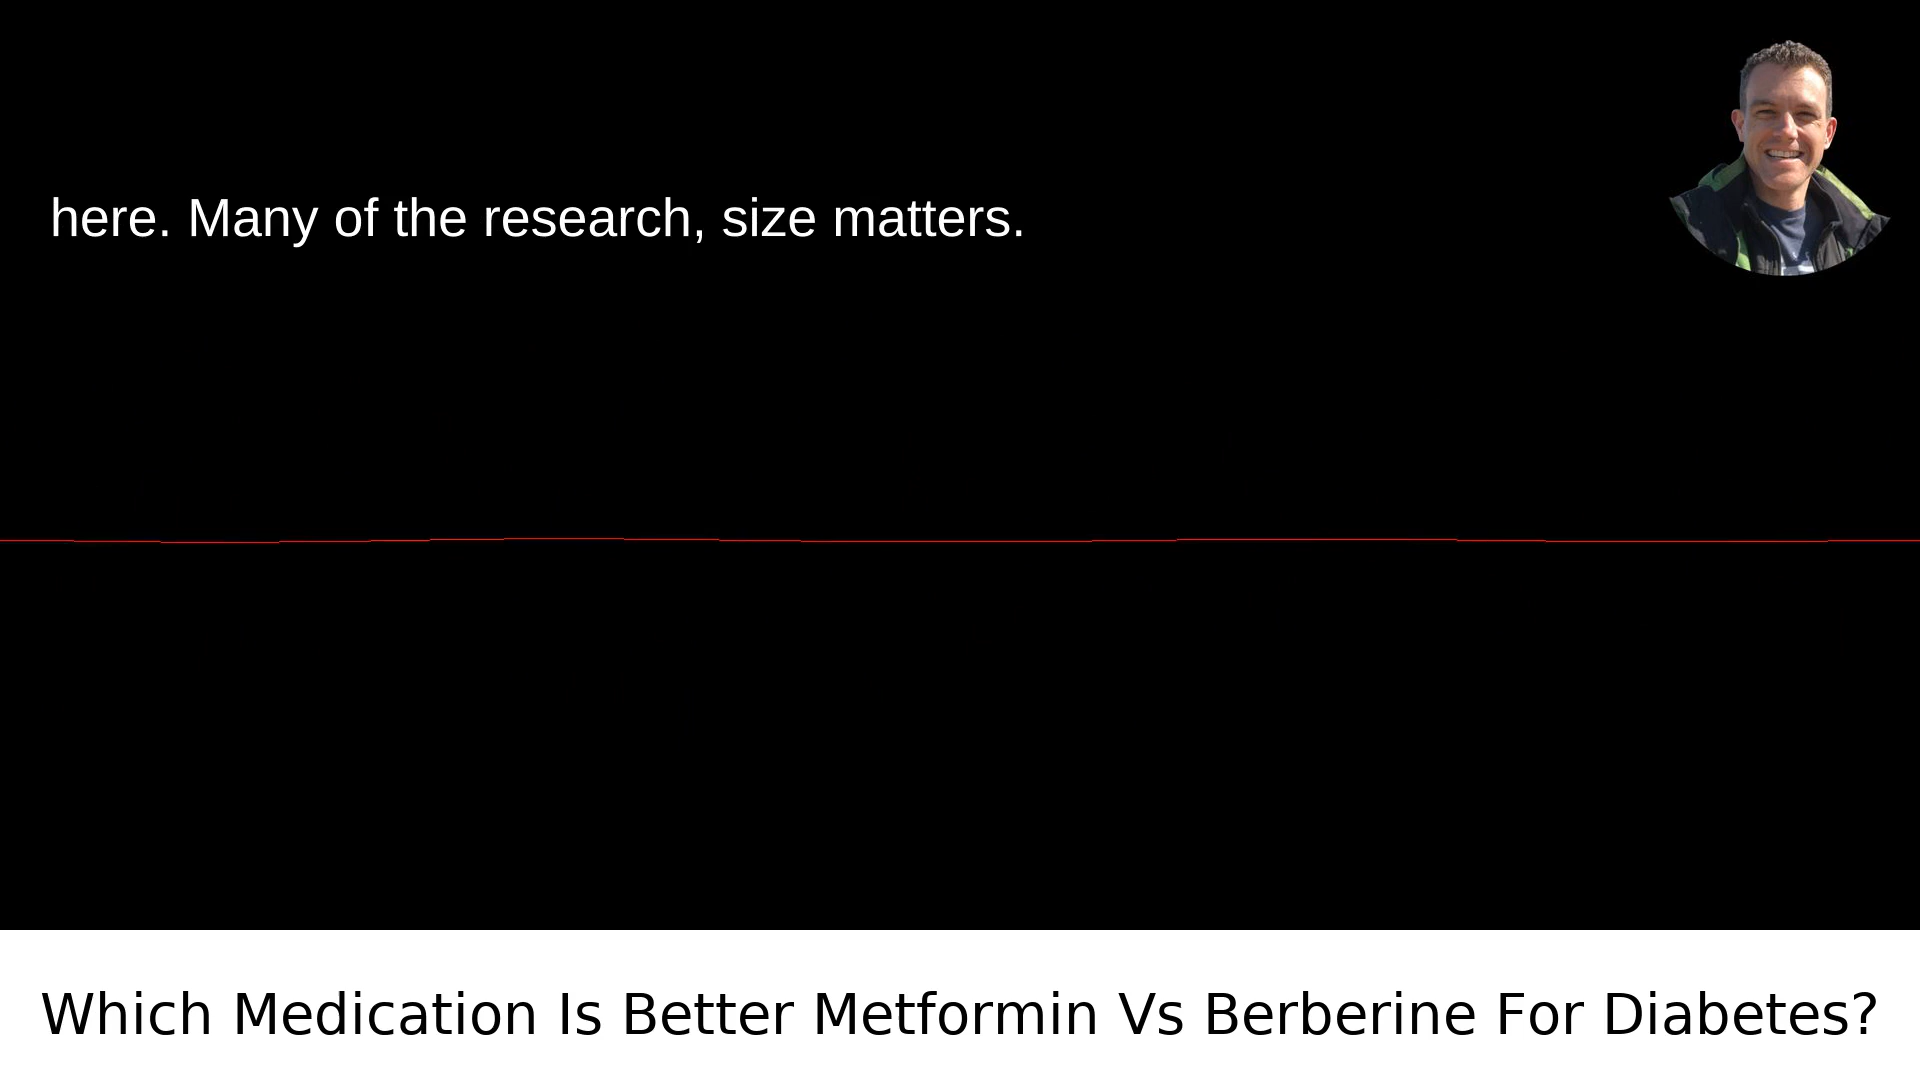 here. Many of the research, size matters.
Which Medication Is Better Metformin Vs Berberine For Diabetes?